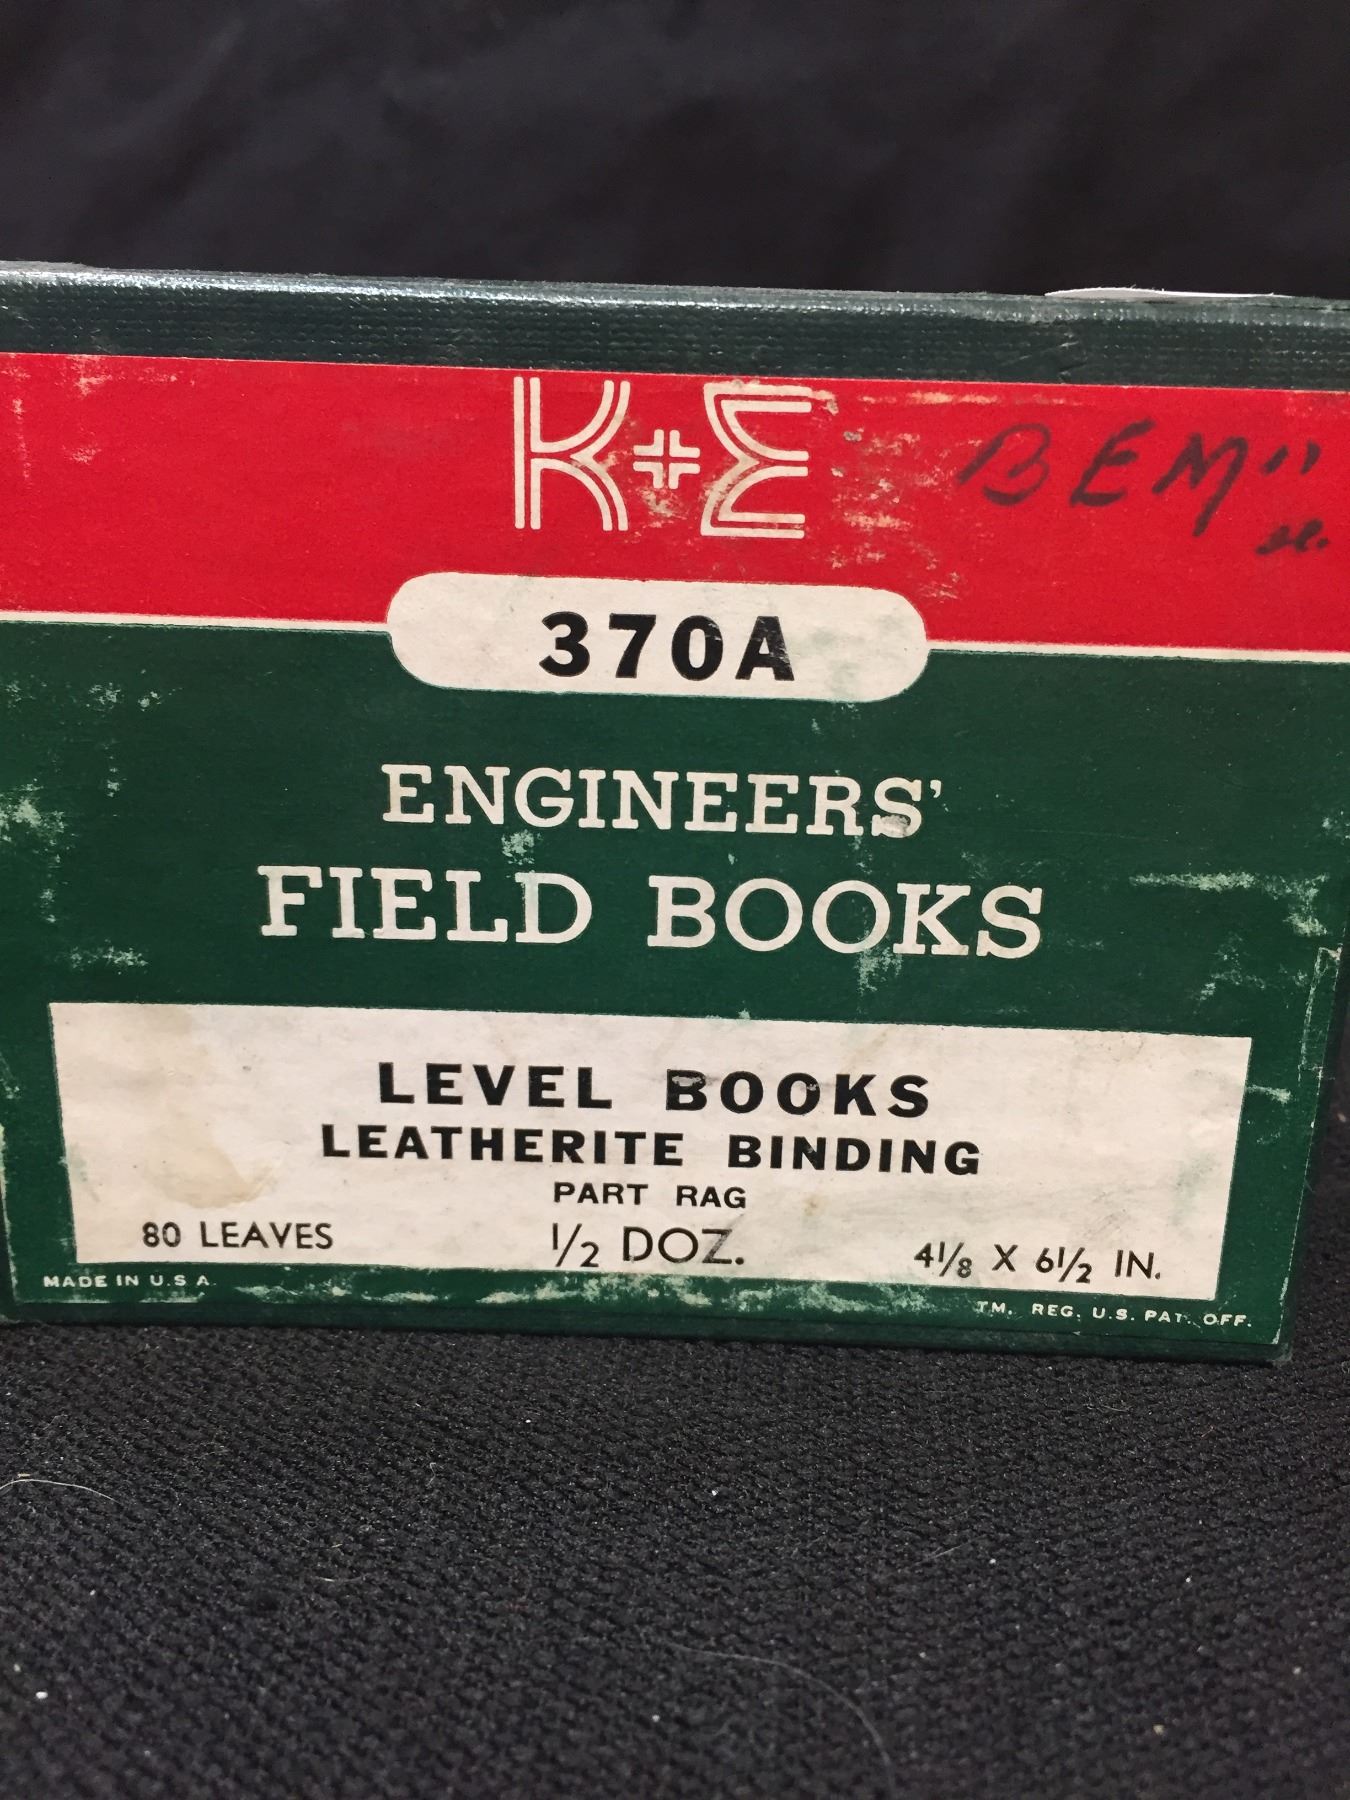 K+E
BEM"
370A
ENGINEERS'
FIELD BOOKS
LEVEL BOOKS
LEATHERITE BINDING
PART RAG
80 LEAVES 1/2 DOZ. 4 1/8 X 6 1/2 IN.
MADE IN U.S.A.
TM. REG. U.S. PAT. OFF.